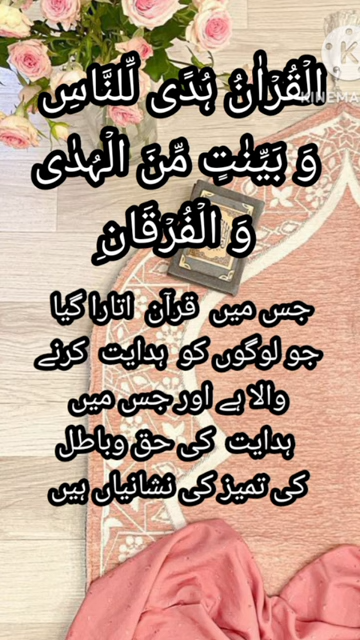 الْقُرْاٰنُ هُدًى لِّلنَّاسِ
وَ بَیِّنٰتٍ مِّنَ الْهُدٰى
وَ الْفُرْقَانِ
جس میں قرآن اتارا گیا
جو لوگوں کو ہدایت کرنے
والا ہے اور جس میں
ہدایت کی حق وباطل
کی تمیز کی نشانیاں ہیں